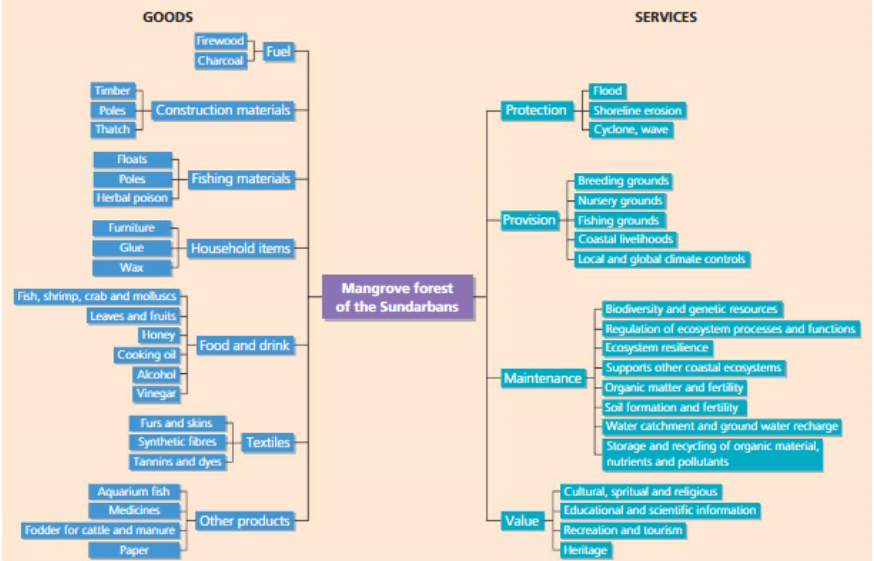 GOODS
SERVICES
Firewood
Charcoal
Fuel
Timber
Poles
Thatch
Construction materials
Floats
Poles
Herbal poison
Fishing materials
Furniture
Glue
Wax
Household items
Fish, shrimp, crab and molluscs
Leaves and fruits
Honey
Cooking oil
Alcohol
Vinegar
Food and drink
Furs and skins
Synthetic fibres
Tannins and dyes
Textiles
Aquarium fish
Medicines
Fodder for cattle and manure
Paper
Other products
Mangrove forest
of the Sundarbans
Protection
Flood
Shoreline erosion
Cyclone, wave
Provision
Breeding grounds
Nursery grounds
Fishing grounds
Coastal livelihoods
Local and global climate controls
Maintenance
Biodiversity and genetic resources
Regulation of ecosystem processes and functions
Ecosystem resilience
Supports other coastal ecosystems
Organic matter and fertility
Soil formation and fertility
Water catchment and ground water recharge
Storage and recycling of organic material,
nutrients and pollutants
Value
Cultural, spritual and religious
Educational and scientific information
Recreation and tourism
Heritage